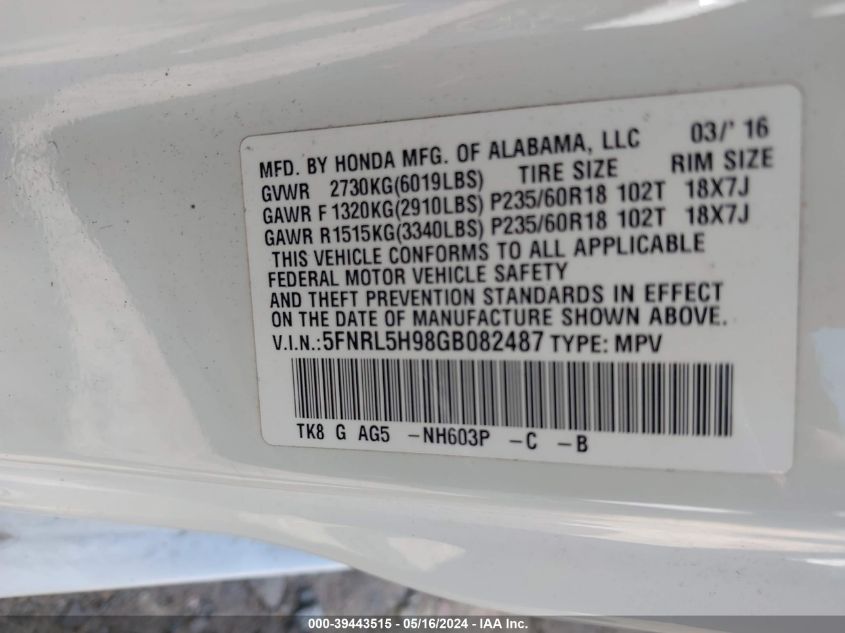 MFD. BY HONDA MFG. OF ALABAMA, LLC 03/' 16
GVWR 2730KG(6019LBS) TIRE SIZE RIM SIZE
GAWR F 1320KG(2910LBS) P235/60R18 102T 18X7J
GAWR R1515KG(3340LBS) P235/60R18 102T 18X7J
THIS VEHICLE CONFORMS TO ALL APPLICABLE
FEDERAL MOTOR VEHICLE SAFETY
AND THEFT PREVENTION STANDARDS IN EFFECT
ON THE DATE OF MANUFACTURE SHOWN ABOVE.
V.I.N.:5FNRL5H98GB082487 TYPE: MPV
TK8 G AG5 -NH603P -C -B
000-39443515 - 05/16/2024 - IAA Inc.